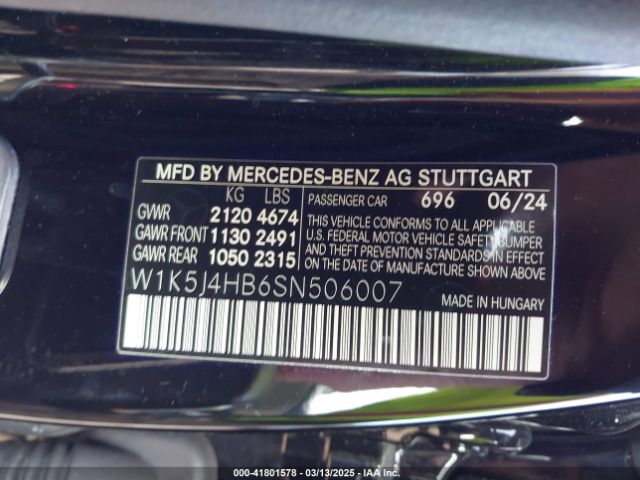 MFD BY MERCEDES-BENZ AG STUTTGART
KG LBS PASSENGER CAR 696 06/24
GVWR 2120 4674
GAWR FRONT 1130 2491
GAWR REAR 1050 2315
THIS VEHICLE CONFORMS TO ALL APPLICABLE
U.S. FEDERAL MOTOR VEHICLE SAFETY, BUMPER
AND THEFT PREVENTION STANDARDS IN EFFECT
ON THE DATE OF MANUFACTURE SHOWN ABOVE.
W1K5J4HB6SN506007
MADE IN HUNGARY
000-41801578 — 03/13/2025 — IAA Inc.